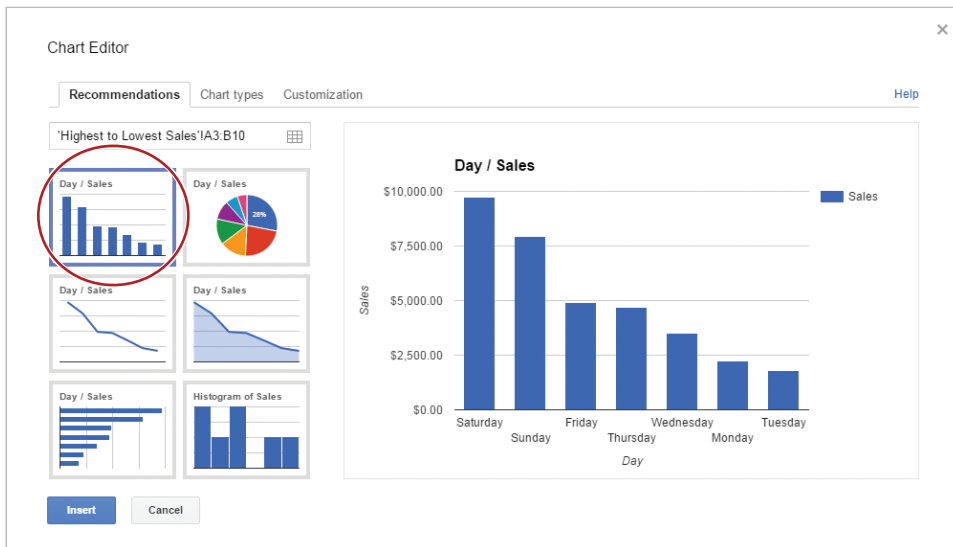 ×
Chart Editor
Recommendations Chart types Customization Help
'Highest to Lowest Sales'!A3:B10
Day / Sales
Day / Sales
28%
Day / Sales
Day / Sales
Day / Sales
Histogram of Sales
Insert Cancel
Day / Sales
$10,000.00
$7,500.00
$5,000.00
$2,500.00
$0.00
Sales
Sales
Saturday Friday Wednesday Tuesday
Sunday Thursday Monday
Day